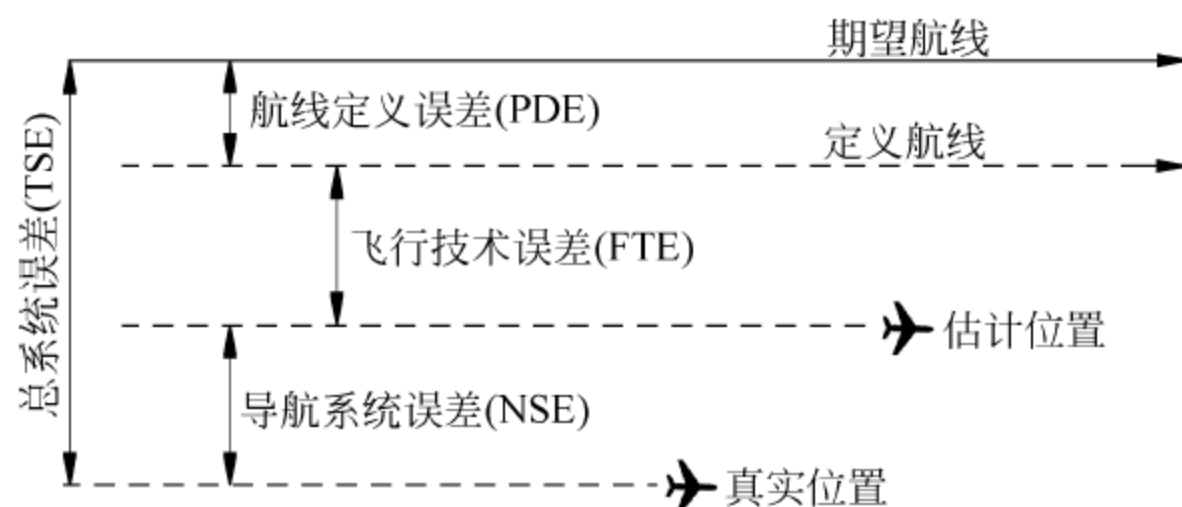 期望航线
航线定义误差(PDE)
定义航线
总系统误差(TSE)
飞行技术误差(FTE)
估计位置
导航系统误差(NSE)
真实位置